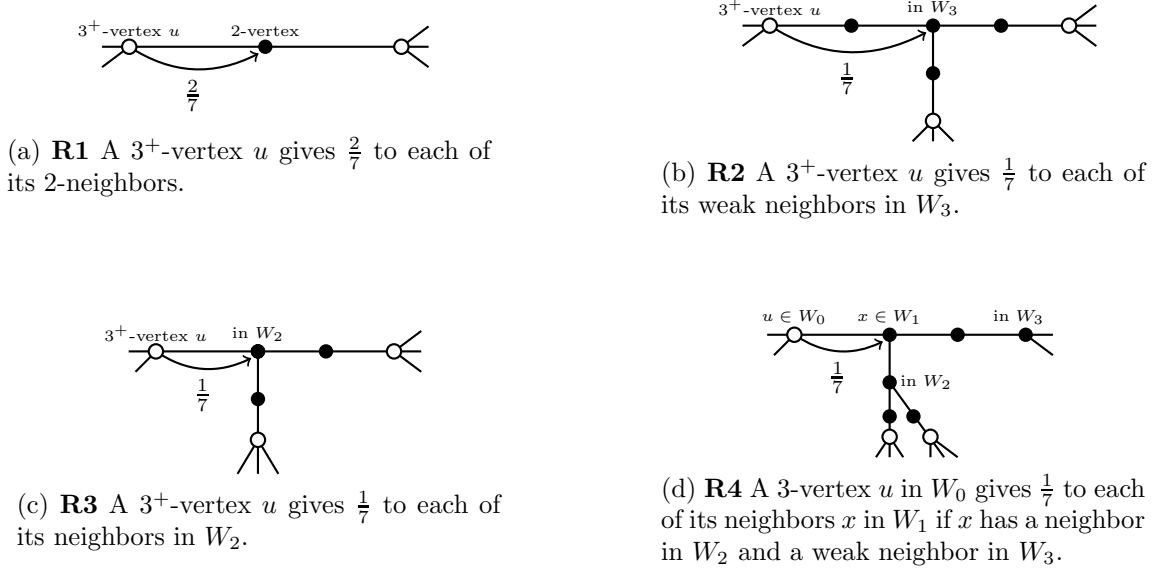 3⁺-vertex u
2-vertex
2/7
(a) R1 A 3⁺-vertex u gives 2/7 to each of
its 2-neighbors.
3⁺-vertex u
in W₃
1/7
(b) R2 A 3⁺-vertex u gives 1/7 to each of
its weak neighbors in W₃.
3⁺-vertex u
in W₂
1/7
(c) R3 A 3⁺-vertex u gives 1/7 to each of
its neighbors in W₂.
u ∈ W₀
x ∈ W₁
in W₃
1/7
in W₂
(d) R4 A 3-vertex u in W₀ gives 1/7 to each
of its neighbors x in W₁ if x has a neighbor
in W₂ and a weak neighbor in W₃.